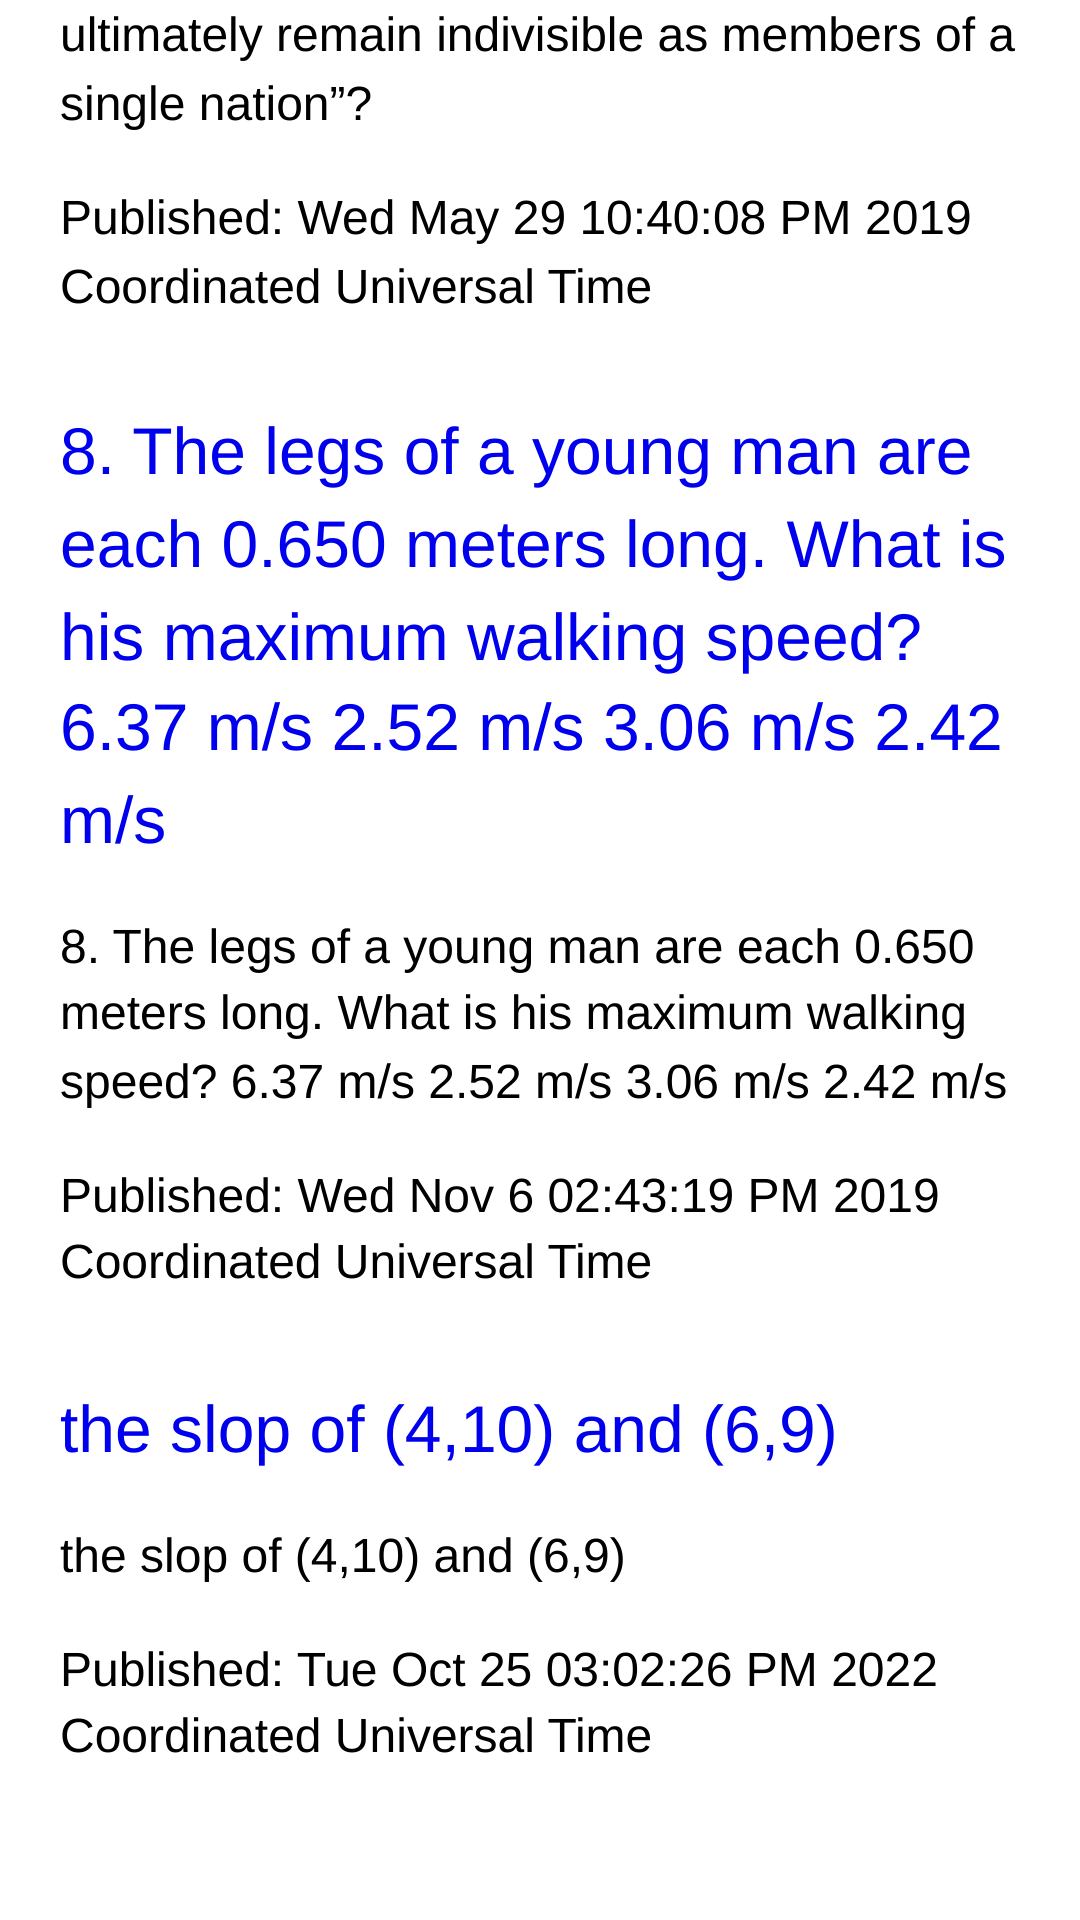 ultimately remain indivisible as members of a
single nation”?
Published: Wed May 29 10:40:08 PM 2019
Coordinated Universal Time
8. The legs of a young man are
each 0.650 meters long. What is
his maximum walking speed?
6.37 m/s 2.52 m/s 3.06 m/s 2.42
m/s
8. The legs of a young man are each 0.650
meters long. What is his maximum walking
speed? 6.37 m/s 2.52 m/s 3.06 m/s 2.42 m/s
Published: Wed Nov 6 02:43:19 PM 2019
Coordinated Universal Time
the slop of (4,10) and (6,9)
the slop of (4,10) and (6,9)
Published: Tue Oct 25 03:02:26 PM 2022
Coordinated Universal Time